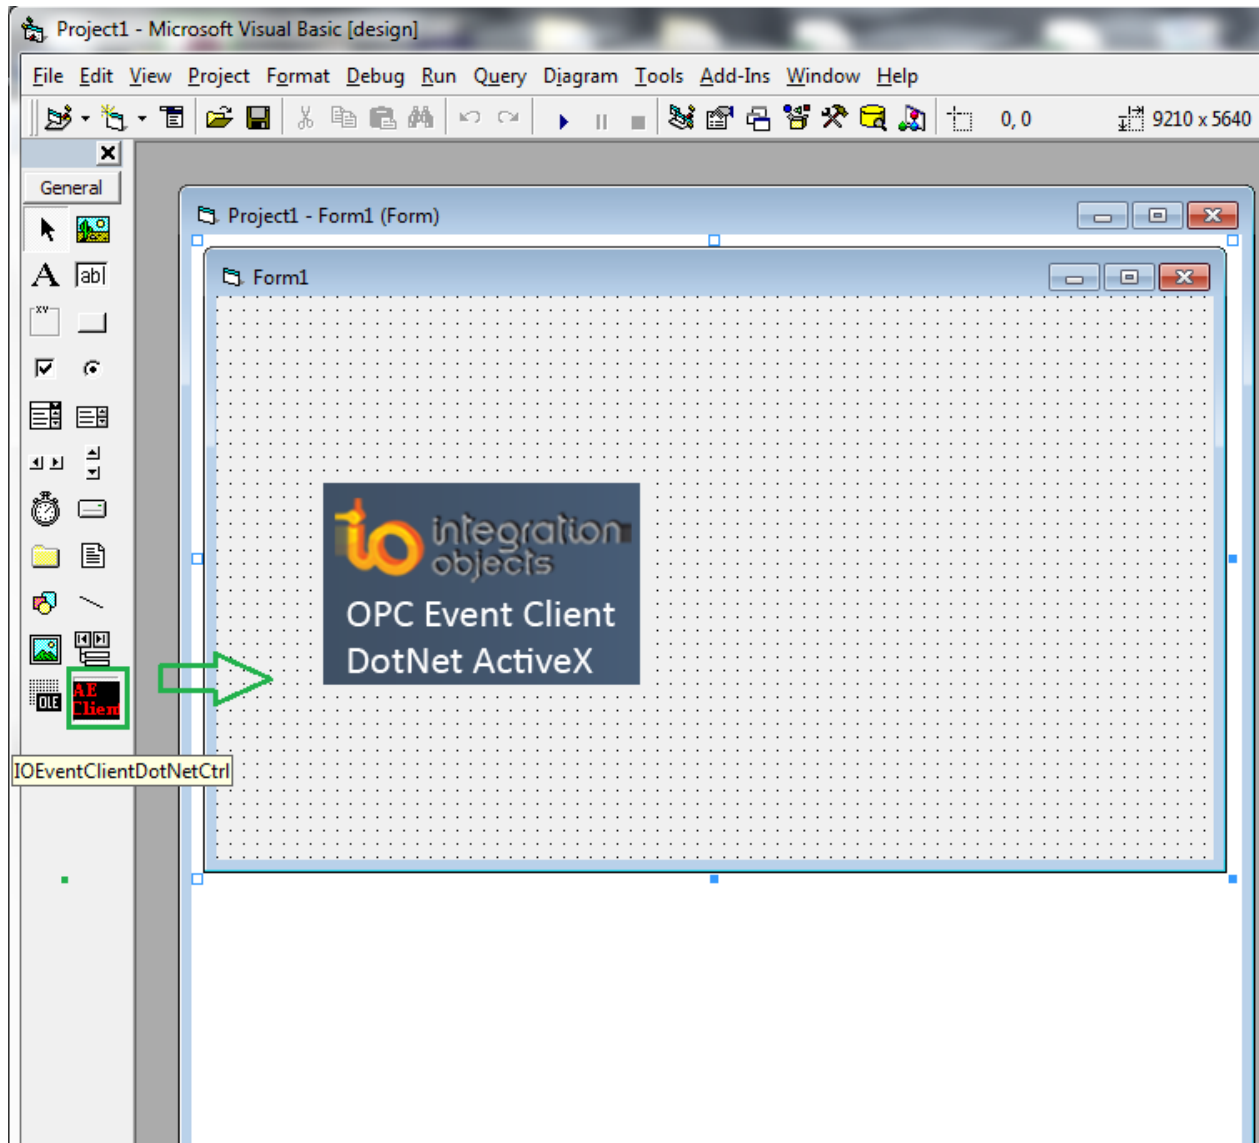 Project1 - Microsoft Visual Basic [design]
File Edit View Project Format Debug Run Query Diagram Tools Add-Ins Window Help
0, 0 9210 x 5640
General
Project1 - Form1 (Form)
A ab|
Form1
XY
integration
objects
OPC Event Client
DotNet ActiveX
OLE
AE
Client
IOEventClientDotNetCtrl